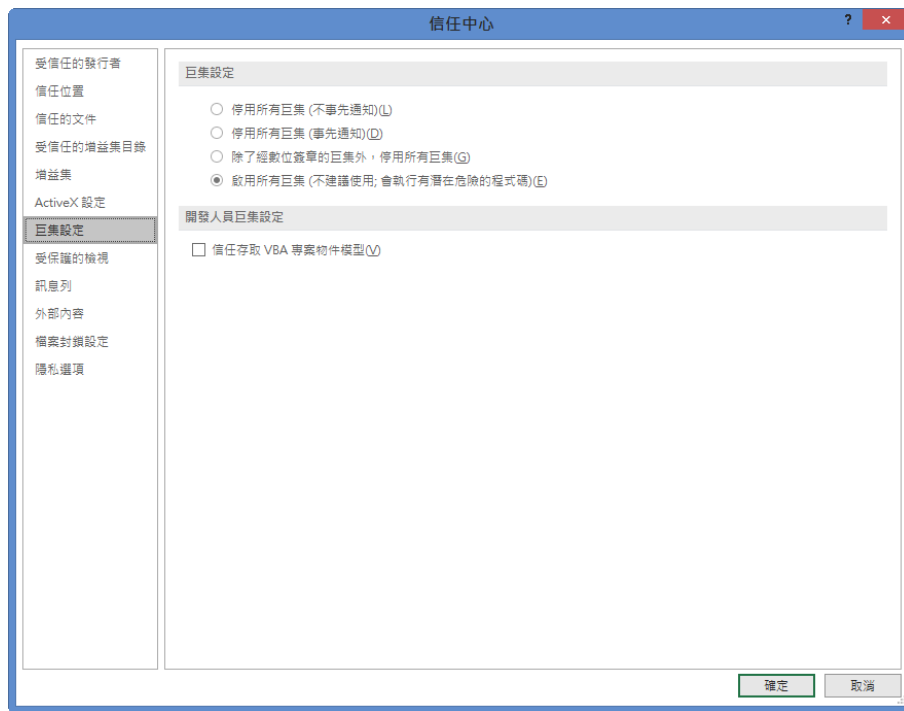 信任中心
?
×
受信任的發行者
信任位置
信任的文件
受信任的增益集目錄
增益集
ActiveX 設定
巨集設定
受保護的檢視
訊息列
外部內容
檔案封鎖設定
隱私選項
巨集設定
停用所有巨集 (不事先通知)(L)
停用所有巨集 (事先通知)(D)
除了經數位簽章的巨集外，停用所有巨集(G)
啟用所有巨集 (不建議使用; 會執行有潛在危險的程式碼)(E)
開發人員巨集設定
信任存取 VBA 專案物件模型(V)
確定
取消